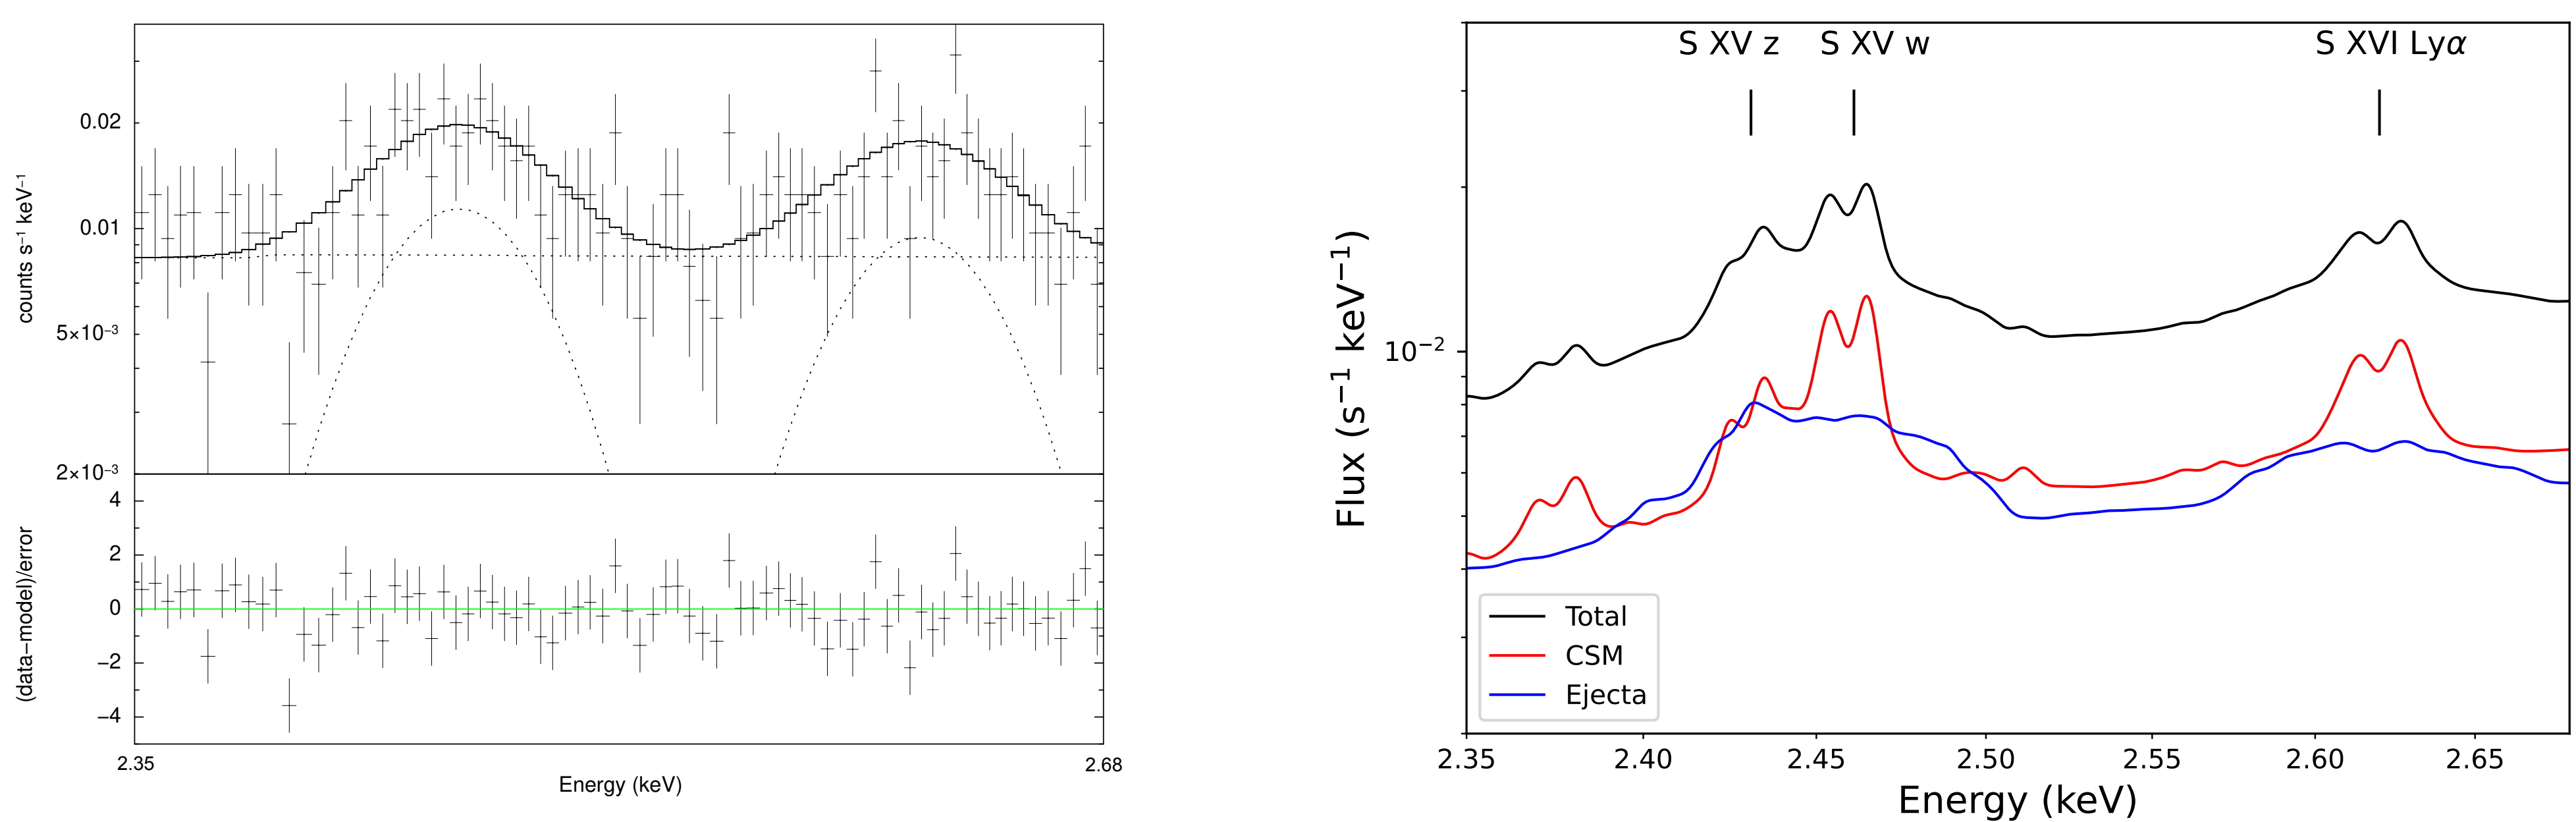 counts s⁻¹ keV⁻¹
0.02
0.01
5×10⁻³
2×10⁻³
(data−model)/error
4
2
0
−2
−4
2.35
2.68
Energy (keV)
S XV z
S XV w
S XVI Lyα
Flux (s⁻¹ keV⁻¹)
10⁻²
Total
CSM
Ejecta
2.35
2.40
2.45
2.50
2.55
2.60
2.65
Energy (keV)